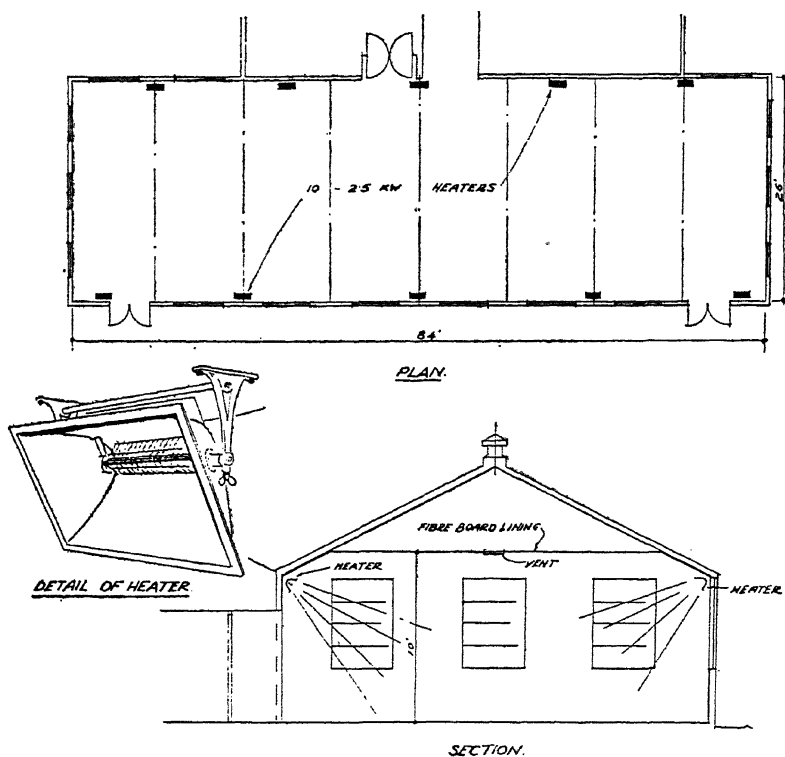 10 - 2.5 KW HEATERS
26'
84'
PLAN.
DETAIL OF HEATER
FIBRE BOARD LINING
VENT
HEATER
HEATER
10'
SECTION.